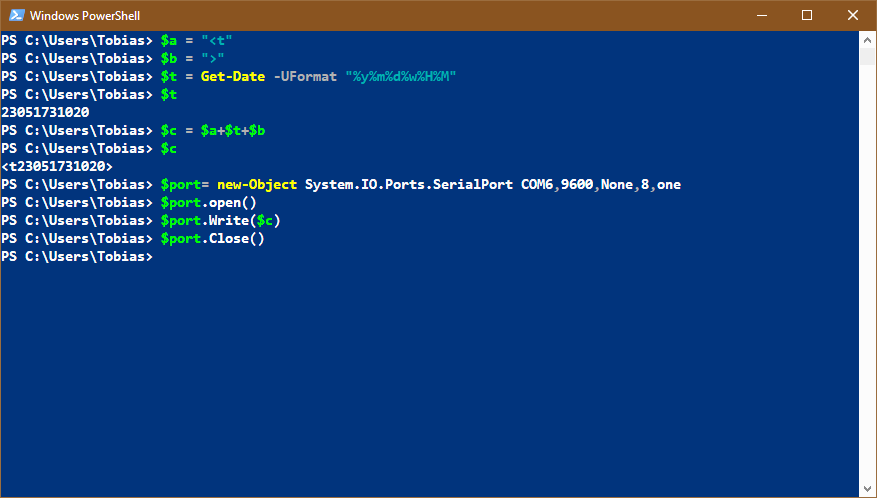 Windows PowerShell
PS C:\Users\Tobias> $a = "<t"
PS C:\Users\Tobias> $b = ">"
PS C:\Users\Tobias> $t = Get-Date -UFormat "%y%m%d%w%H%M"
PS C:\Users\Tobias> $t
23051731020
PS C:\Users\Tobias> $c = $a+$t+$b
PS C:\Users\Tobias> $c
<t23051731020>
PS C:\Users\Tobias> $port= new-Object System.IO.Ports.SerialPort COM6,9600,None,8,one
PS C:\Users\Tobias> $port.open()
PS C:\Users\Tobias> $port.Write($c)
PS C:\Users\Tobias> $port.Close()
PS C:\Users\Tobias>